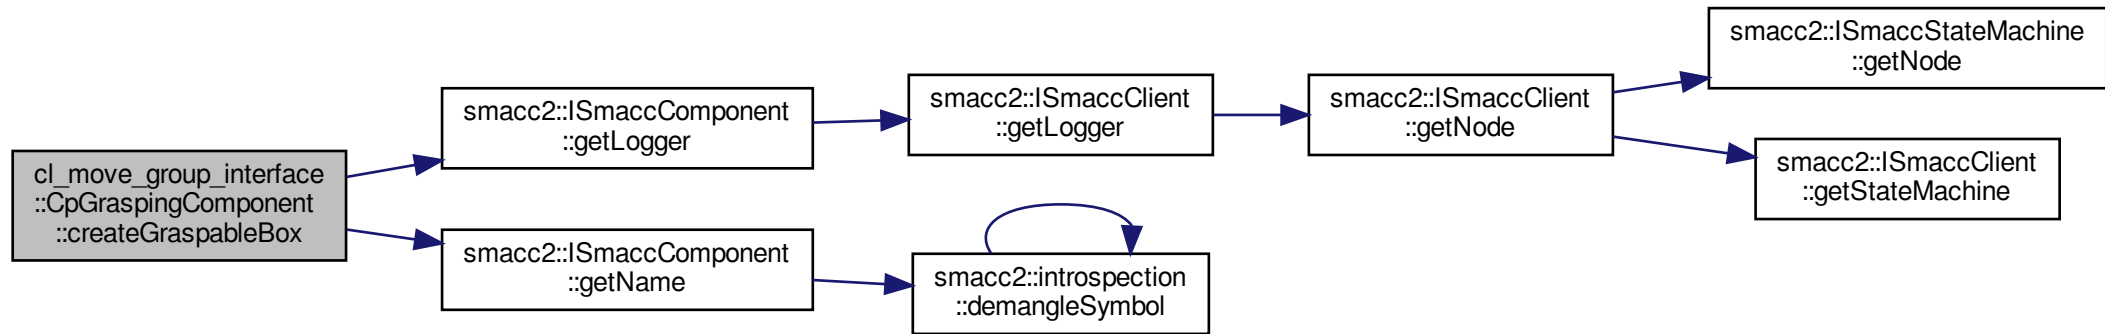 cl_move_group_interface
::CpGraspingComponent
::createGraspableBox
smacc2::ISmaccComponent
::getLogger
smacc2::ISmaccClient
::getLogger
smacc2::ISmaccClient
::getNode
smacc2::ISmaccStateMachine
::getNode
smacc2::ISmaccClient
::getStateMachine
smacc2::ISmaccComponent
::getName
smacc2::introspection
::demangleSymbol